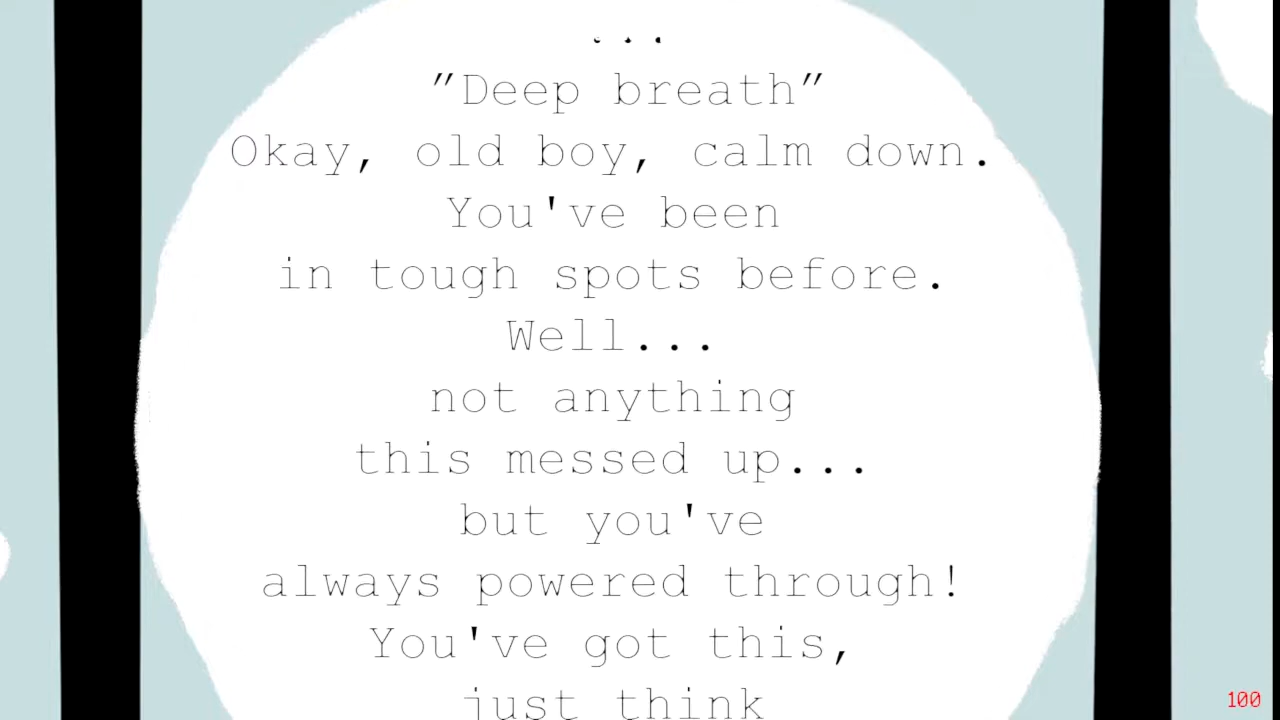 ...
”Deep breath”
Okay, old boy, calm down.
You've been
in tough spots before.
Well...
not anything
this messed up...
but you've
always powered through!
You've got this,
just think
100